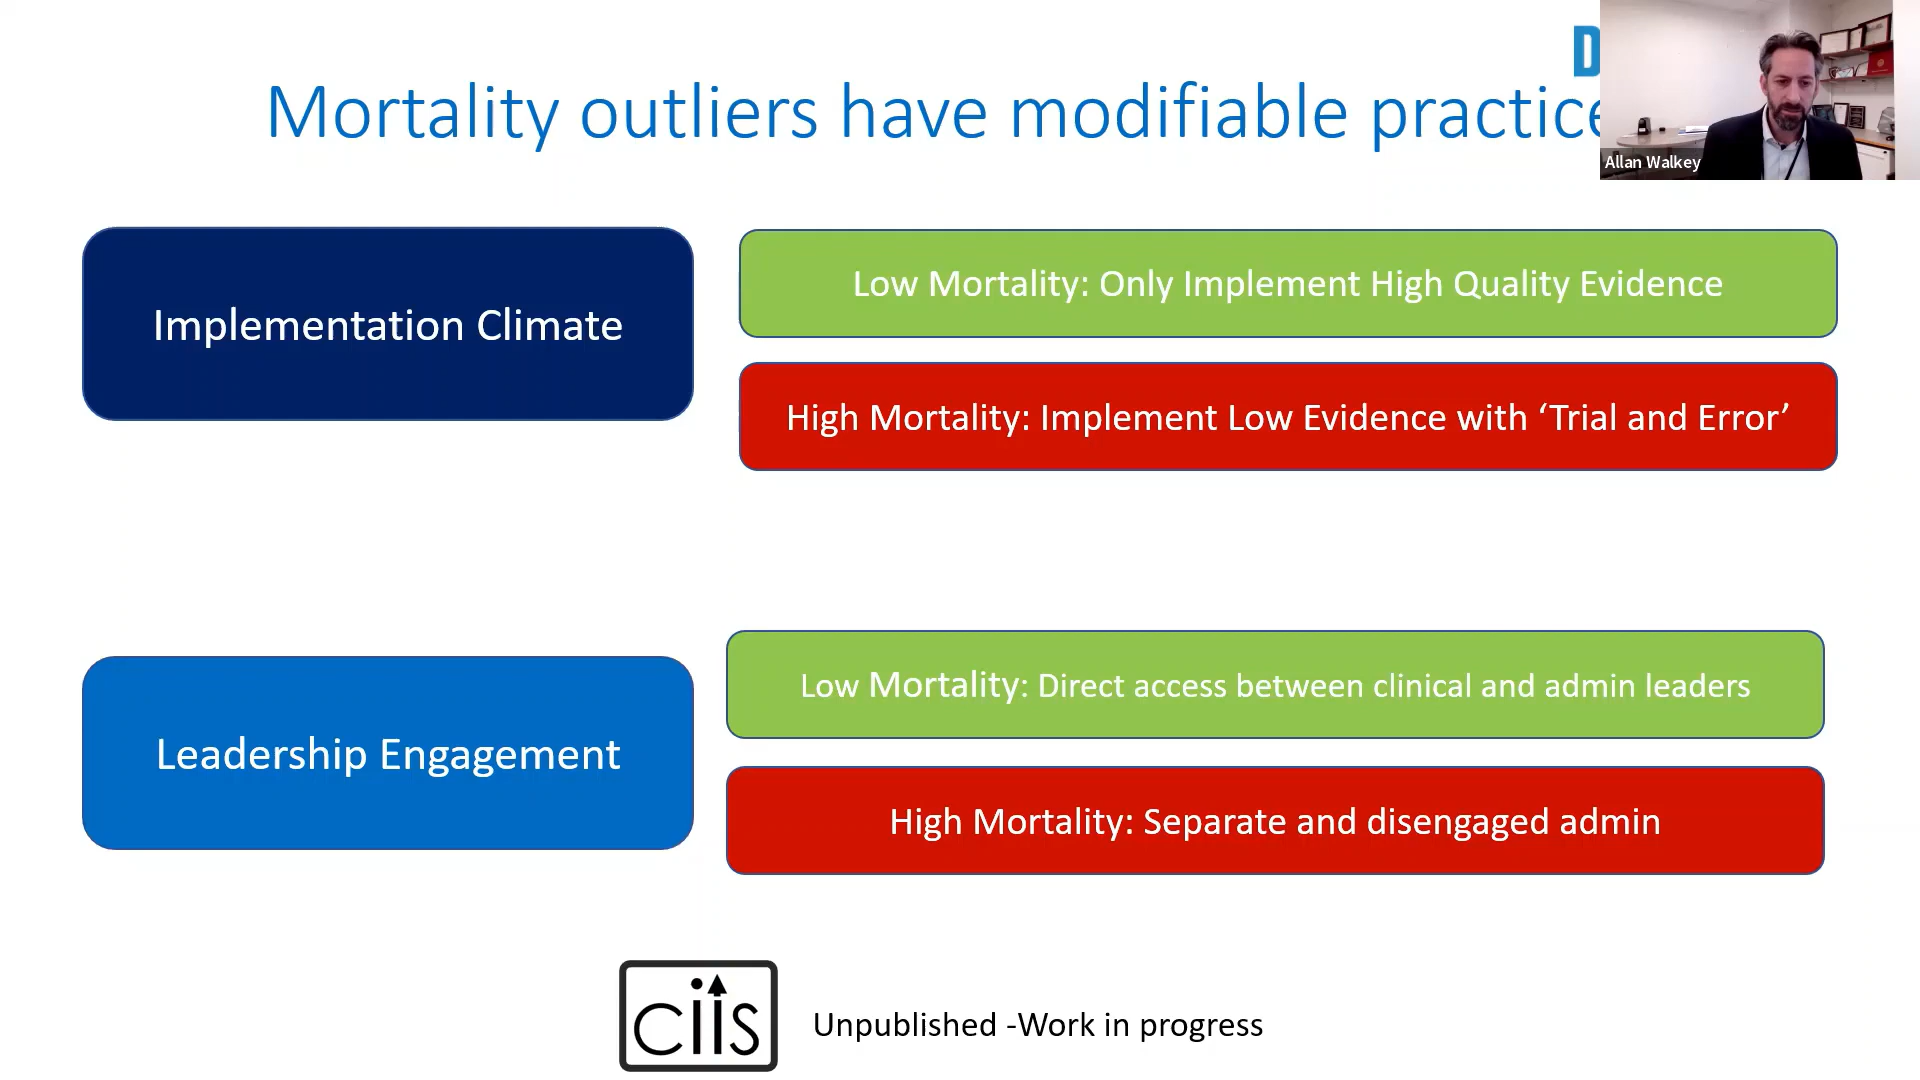 D
Mortality outliers have modifiable practice
Allan Walkey
Implementation Climate
Low Mortality: Only Implement High Quality Evidence
High Mortality: Implement Low Evidence with ‘Trial and Error’
Leadership Engagement
Low Mortality: Direct access between clinical and admin leaders
High Mortality: Separate and disengaged admin
ciis
Unpublished -Work in progress